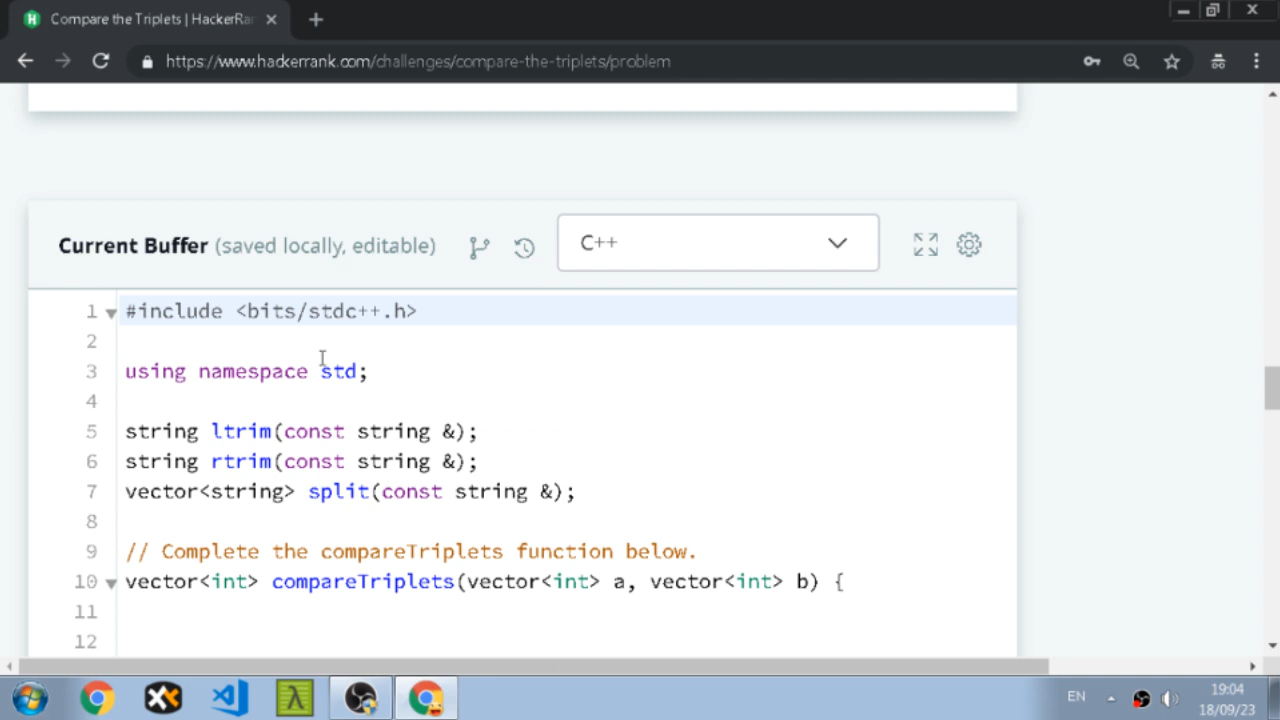 Compare the Triplets | HackerRa
https://www.hackerrank.com/challenges/compare-the-triplets/problem
Current Buffer (saved locally, editable)
C++
1 #include <bits/stdc++.h>
2
3 using namespace std;
4
5 string ltrim(const string &);
6 string rtrim(const string &);
7 vector<string> split(const string &);
8
9 // Complete the compareTriplets function below.
10 vector<int> compareTriplets(vector<int> a, vector<int> b) {
11
12
EN
19:04
18/09/23